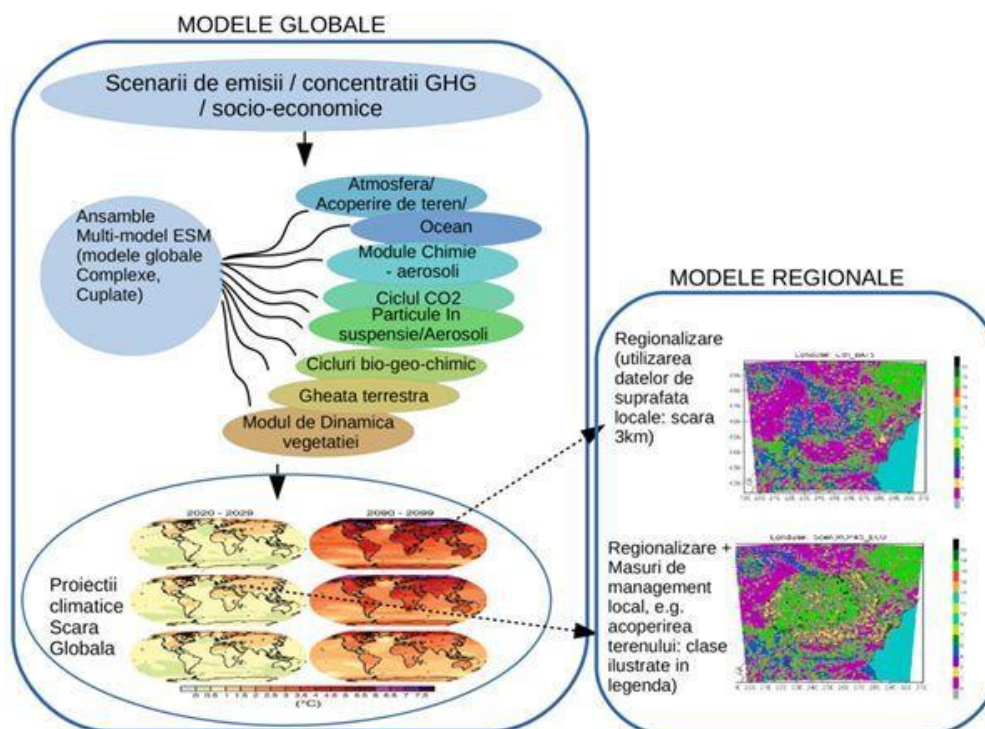 MODELE GLOBALE
Scenarii de emisii / concentratii GHG
/ socio-economice
Ansamble
Multi-model ESM
(modele globale
Complexe,
Cuplate)
Atmosfera/
Acoperire de teren/
Ocean
Module Chimie
- aerosoli
Ciclul CO2
Particule In
suspensie/Aerosoli
Cicluri bio-geo-chimic
Gheata terestra
Modul de Dinamica
vegetatiei
Proiectii
climatice
Scara
Globala
2020 - 2029
2090 - 2099
(°C)
MODELE REGIONALE
Regionalizare
(utilizarea
datelor de
suprafata
locale: scara
3km)
Regionalizare +
Masuri de
management
local, e.g.
acoperirea
terenului: clase
ilustrate in
legenda)